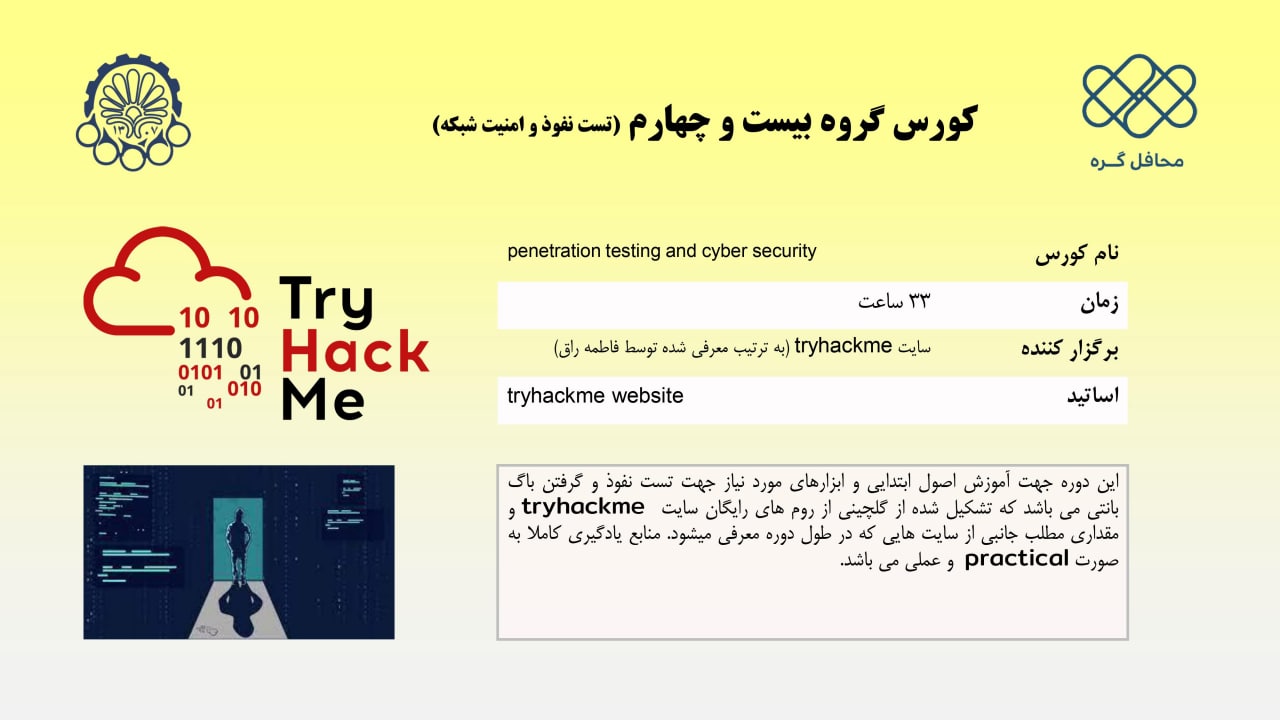 کورس گروه بیست و چهارم (تست نفوذ و امنیت شبکه)
محافل گره
۱۳۰۷
نام کورس penetration testing and cyber security
زمان ۳۳ ساعت
برگزار کننده سایت tryhackme (به ترتیب معرفی شده توسط فاطمه راق)
اساتید tryhackme website
Try
Hack
Me
10 10
1110
0101 01
01 010
01
این دوره جهت آموزش اصول ابتدایی و ابزارهای مورد نیاز جهت تست نفوذ و گرفتن باگ
بانتی می باشد که تشکیل شده از گلچینی از روم های رایگان سایت tryhackme و
مقداری مطلب جانبی از سایت هایی که در طول دوره معرفی میشود. منابع یادگیری کاملا به
صورت practical و عملی می باشد.